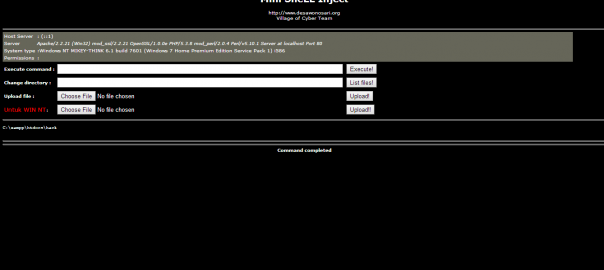 Mini SheLL Inject
http://www.desawonosari.org
Village of Cyber Team
Host Server : (::1)
Server Apache/2.2.21 (Win32) mod_ssl/2.2.21 OpenSSL/1.0.0e PHP/5.3.8 mod_perl/2.0.4 Perl/v5.10.1 Server at localhost Port 80
System type :Windows NT MIKEY-THINK 6.1 build 7601 (Windows 7 Home Premium Edition Service Pack 1) i586
Permissions :
Execute command : Execute!
Change directory : List files!
Upload file : Choose File No file chosen Upload!
Untuk WIN NT: Choose File No file chosen Upload!!
C:\xampp\htdocs\hack
Command completed